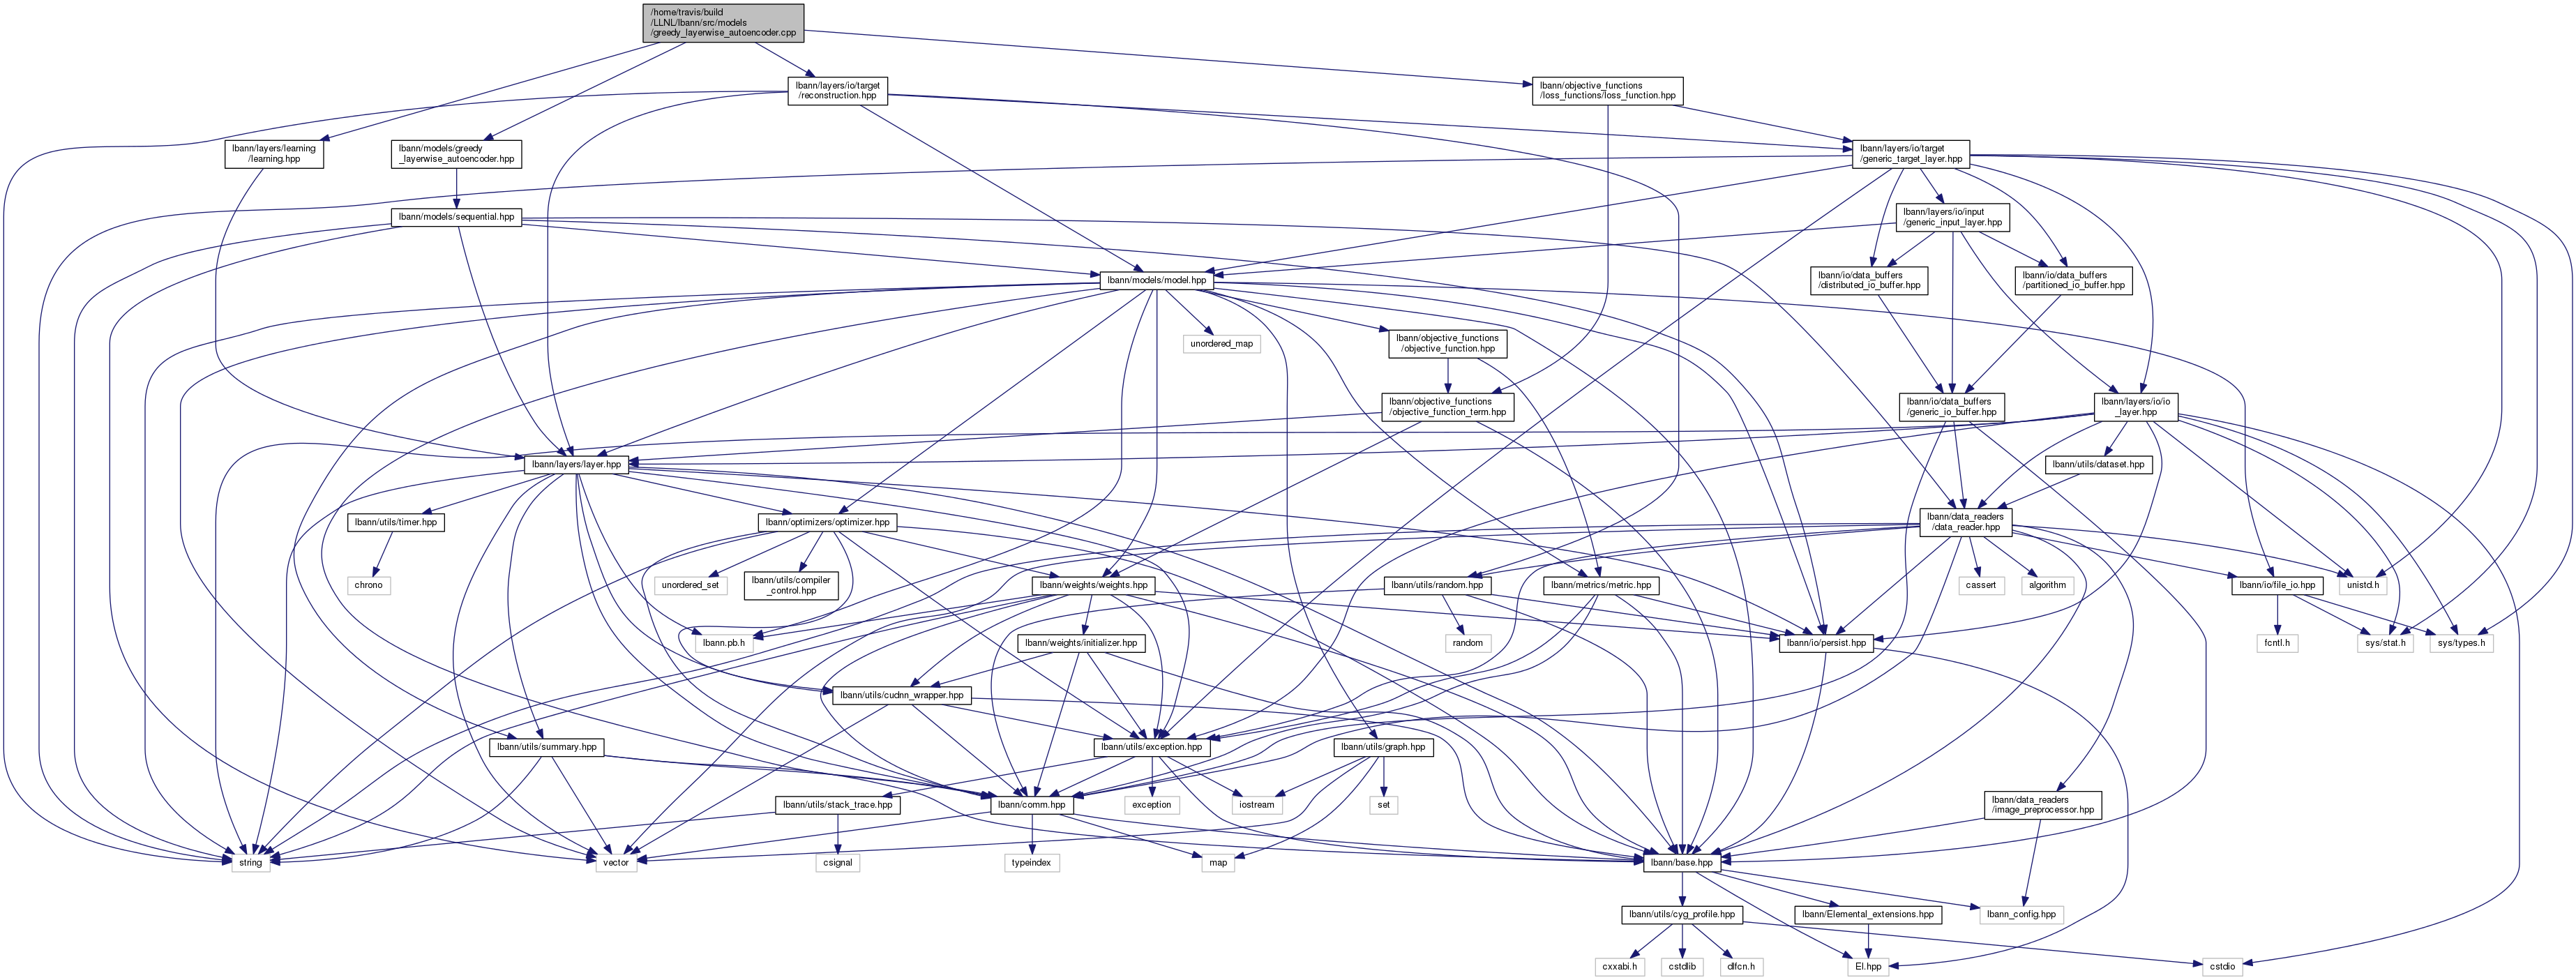 /home/travis/build
/LLNL/lbann/src/models
/greedy_layerwise_autoencoder.cpp
lbann/layers/io/target
/reconstruction.hpp
lbann/objective_functions
/loss_functions/loss_function.hpp
lbann/layers/learning
/learning.hpp
lbann/models/greedy
_layerwise_autoencoder.hpp
lbann/layers/io/target
/generic_target_layer.hpp
lbann/models/sequential.hpp
lbann/layers/io/input
/generic_input_layer.hpp
lbann/models/model.hpp
lbann/io/data_buffers
/distributed_io_buffer.hpp
lbann/io/data_buffers
/partitioned_io_buffer.hpp
unordered_map
lbann/objective_functions
/objective_function.hpp
lbann/objective_functions
/objective_function_term.hpp
lbann/io/data_buffers
/generic_io_buffer.hpp
lbann/layers/io/io
_layer.hpp
lbann/layers/layer.hpp
lbann/utils/dataset.hpp
lbann/utils/timer.hpp
lbann/optimizers/optimizer.hpp
lbann/data_readers
/data_reader.hpp
chrono
unordered_set
lbann/utils/compiler
_control.hpp
lbann/weights/weights.hpp
lbann/utils/random.hpp
lbann/metrics/metric.hpp
cassert
algorithm
lbann/io/file_io.hpp
unistd.h
lbann.pb.h
lbann/weights/initializer.hpp
random
lbann/io/persist.hpp
fcntl.h
sys/stat.h
sys/types.h
lbann/utils/cudnn_wrapper.hpp
lbann/utils/summary.hpp
lbann/utils/exception.hpp
lbann/utils/graph.hpp
lbann/utils/stack_trace.hpp
lbann/comm.hpp
exception
iostream
set
lbann/data_readers
/image_preprocessor.hpp
string
vector
csignal
typeindex
map
lbann/base.hpp
lbann/utils/cyg_profile.hpp
lbann/Elemental_extensions.hpp
lbann_config.hpp
cxxabi.h
cstdlib
dlfcn.h
El.hpp
cstdio